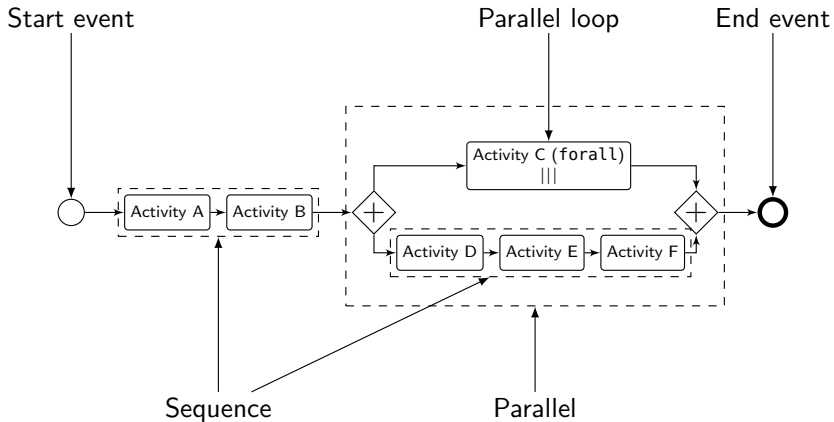 Start event
Parallel loop
End event
Activity C (forall)
|||
Activity A
Activity B
Activity D
Activity E
Activity F
Sequence
Parallel